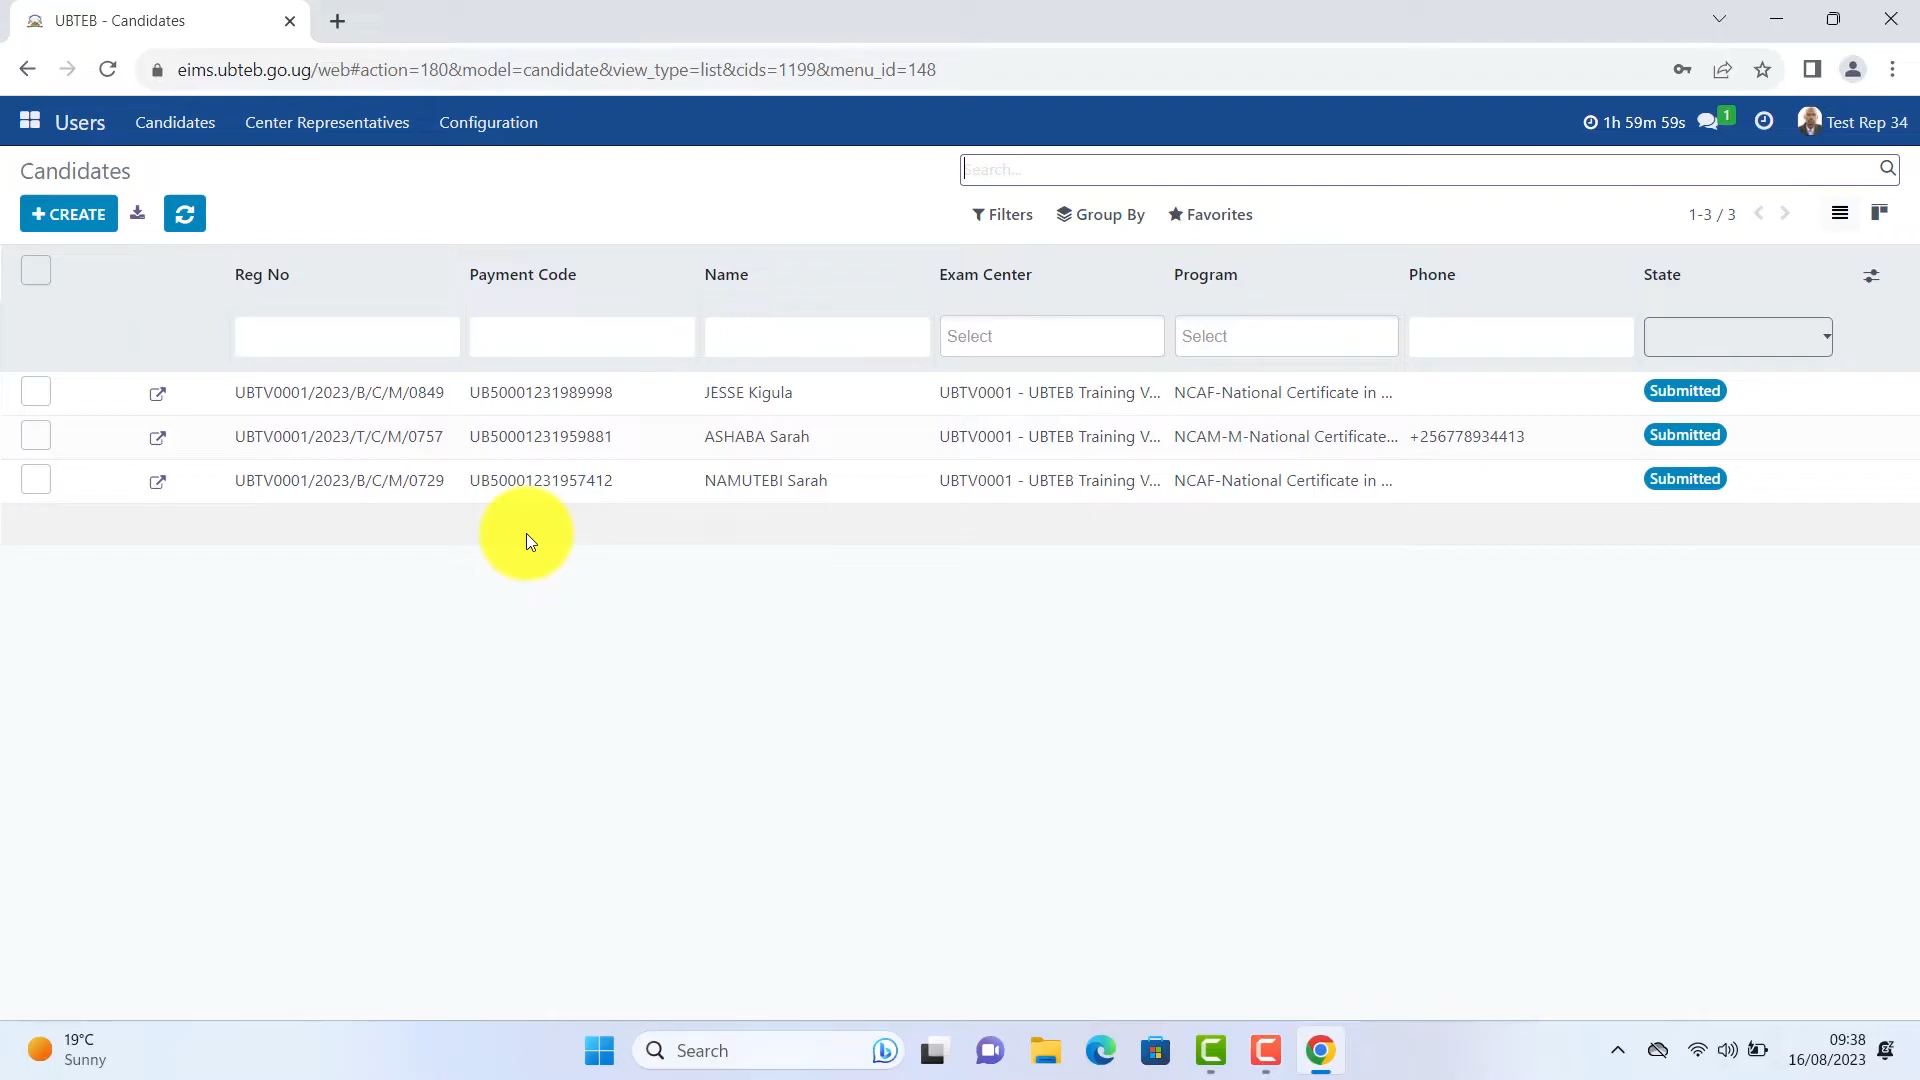 UBTEB - Candidates
eims.ubteb.go.ug/web#action=180&model=candidate&view_type=list&cids=1199&menu_id=148
Users Candidates Center Representatives Configuration 1h 59m 59s 1 Test Rep 34
Candidates
Search...
CREATE
Filters Group By Favorites 1-3 / 3
Reg No Payment Code Name Exam Center Program Phone State
Select Select
UBTV0001/2023/B/C/M/0849 UB50001231989998 JESSE Kigula UBTV0001 - UBTEB Training V... NCAF-National Certificate in ... Submitted
UBTV0001/2023/T/C/M/0757 UB50001231959881 ASHABA Sarah UBTV0001 - UBTEB Training V... NCAM-M-National Certificate... +256778934413 Submitted
UBTV0001/2023/B/C/M/0729 UB50001231957412 NAMUTEBI Sarah UBTV0001 - UBTEB Training V... NCAF-National Certificate in ... Submitted
19°C
Sunny
Search
09:38
16/08/2023